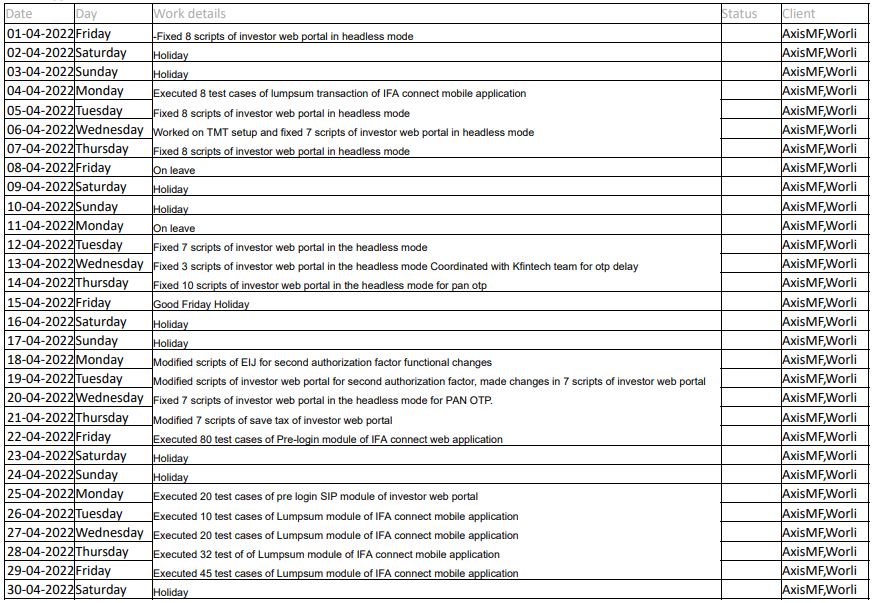 Date Day Work details Status Client
01-04-2022 Friday -Fixed 8 scripts of investor web portal in headless mode AxisMF,Worli
02-04-2022 Saturday Holiday AxisMF,Worli
03-04-2022 Sunday Holiday AxisMF,Worli
04-04-2022 Monday Executed 8 test cases of lumpsum transaction of IFA connect mobile application AxisMF,Worli
05-04-2022 Tuesday Fixed 8 scripts of investor web portal in headless mode AxisMF,Worli
06-04-2022 Wednesday Worked on TMT setup and fixed 7 scripts of investor web portal in headless mode AxisMF,Worli
07-04-2022 Thursday Fixed 8 scripts of investor web portal in headless mode AxisMF,Worli
08-04-2022 Friday On leave AxisMF,Worli
09-04-2022 Saturday Holiday AxisMF,Worli
10-04-2022 Sunday Holiday AxisMF,Worli
11-04-2022 Monday On leave AxisMF,Worli
12-04-2022 Tuesday Fixed 7 scripts of investor web portal in the headless mode AxisMF,Worli
13-04-2022 Wednesday Fixed 3 scripts of investor web portal in the headless mode Coordinated with Kfintech team for otp delay AxisMF,Worli
14-04-2022 Thursday Fixed 10 scripts of investor web portal in the headless mode for pan otp AxisMF,Worli
15-04-2022 Friday Good Friday Holiday AxisMF,Worli
16-04-2022 Saturday Holiday AxisMF,Worli
17-04-2022 Sunday Holiday AxisMF,Worli
18-04-2022 Monday Modified scripts of EIJ for second authorization factor functional changes AxisMF,Worli
19-04-2022 Tuesday Modified scripts of investor web portal for second authorization factor, made changes in 7 scripts of investor web portal AxisMF,Worli
20-04-2022 Wednesday Fixed 7 scripts of investor web portal in the headless mode for PAN OTP. AxisMF,Worli
21-04-2022 Thursday Modified 7 scripts of save tax of investor web portal AxisMF,Worli
22-04-2022 Friday Executed 80 test cases of Pre-login module of IFA connect web application AxisMF,Worli
23-04-2022 Saturday Holiday AxisMF,Worli
24-04-2022 Sunday Holiday AxisMF,Worli
25-04-2022 Monday Executed 20 test cases of pre login SIP module of investor web portal AxisMF,Worli
26-04-2022 Tuesday Executed 10 test cases of Lumpsum module of IFA connect mobile application AxisMF,Worli
27-04-2022 Wednesday Executed 20 test cases of Lumpsum module of IFA connect mobile application AxisMF,Worli
28-04-2022 Thursday Executed 32 test of of Lumpsum module of IFA connect mobile application AxisMF,Worli
29-04-2022 Friday Executed 45 test cases of Lumpsum module of IFA connect mobile application AxisMF,Worli
30-04-2022 Saturday Holiday AxisMF,Worli